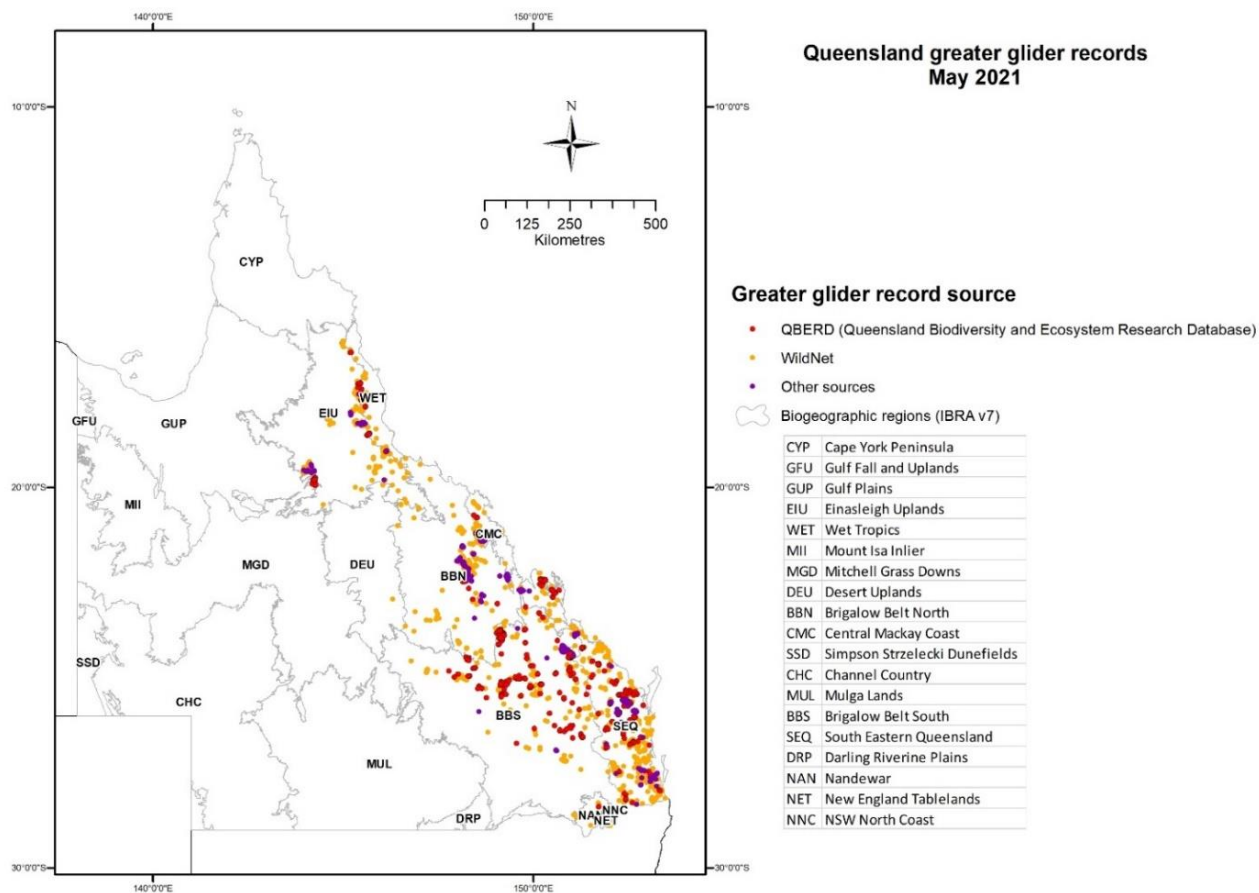 140°0'0"E
150°0'0"E
Queensland greater glider records
May 2021
10°0'0"S
10°0'0"S
N
0 125 250 500
Kilometres
CYP
Greater glider record source
QBERD (Queensland Biodiversity and Ecosystem Research Database)
WildNet
Other sources
Biogeographic regions (IBRA v7)
WET
EIU
GFU
GUP
CYP Cape York Peninsula
GFU Gulf Fall and Uplands
GUP Gulf Plains
EIU Einasleigh Uplands
WET Wet Tropics
MII Mount Isa Inlier
MGD Mitchell Grass Downs
DEU Desert Uplands
BBN Brigalow Belt North
CMC Central Mackay Coast
SSD Simpson Strzelecki Dunefields
CHC Channel Country
MUL Mulga Lands
BBS Brigalow Belt South
SEQ South Eastern Queensland
DRP Darling Riverine Plains
NAN Nandewar
NET New England Tablelands
NNC NSW North Coast
20°0'0"S
20°0'0"S
MII
CMC
MGD
DEU
BBN
SSD
CHC
BBS
SEQ
MUL
DRP
NNC
NET
30°0'0"S
30°0'0"S
140°0'0"E
150°0'0"E